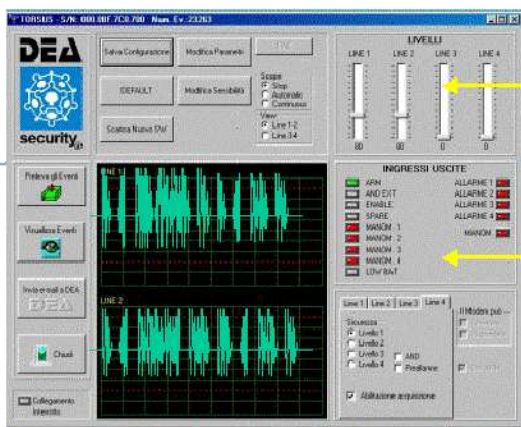 TORSUS - S/N: 000.08F.7C0.700 Num. Ev.:23263
DEA
security
Salva Configurazione
Modifica Parametri
DEFAULT
Modifica Sensibilità
Scarica Nuovo SW
Scope
Stop
Automatic
Continuous
View
Line 1-2
Line 3-4
LIVELLI
LINE 1 LINE 2 LINE 3 LINE 4
80 80 0 0
Preleva gli Eventi
Visualizza Eventi
Invia e-mail a DEA
DEA
Chiudi
Collegamento
Interrotto
LINE 1
LINE 2
INGRESSI USCITE
ARM ALLARME 1
AND EXT ALLARME 2
ENABLE ALLARME 3
SPARE ALLARME 4
MANOM. 1 MANOM.
MANOM. 2
MANOM. 3
MANOM. 4
LOW BAT
Line 1 Line 2 Line 3 Line 4
Sicurezza
Livello 1
Livello 2
Livello 3 AND
Livello 4 Preallarme
Abilitazione acquisizione
Il Modem può